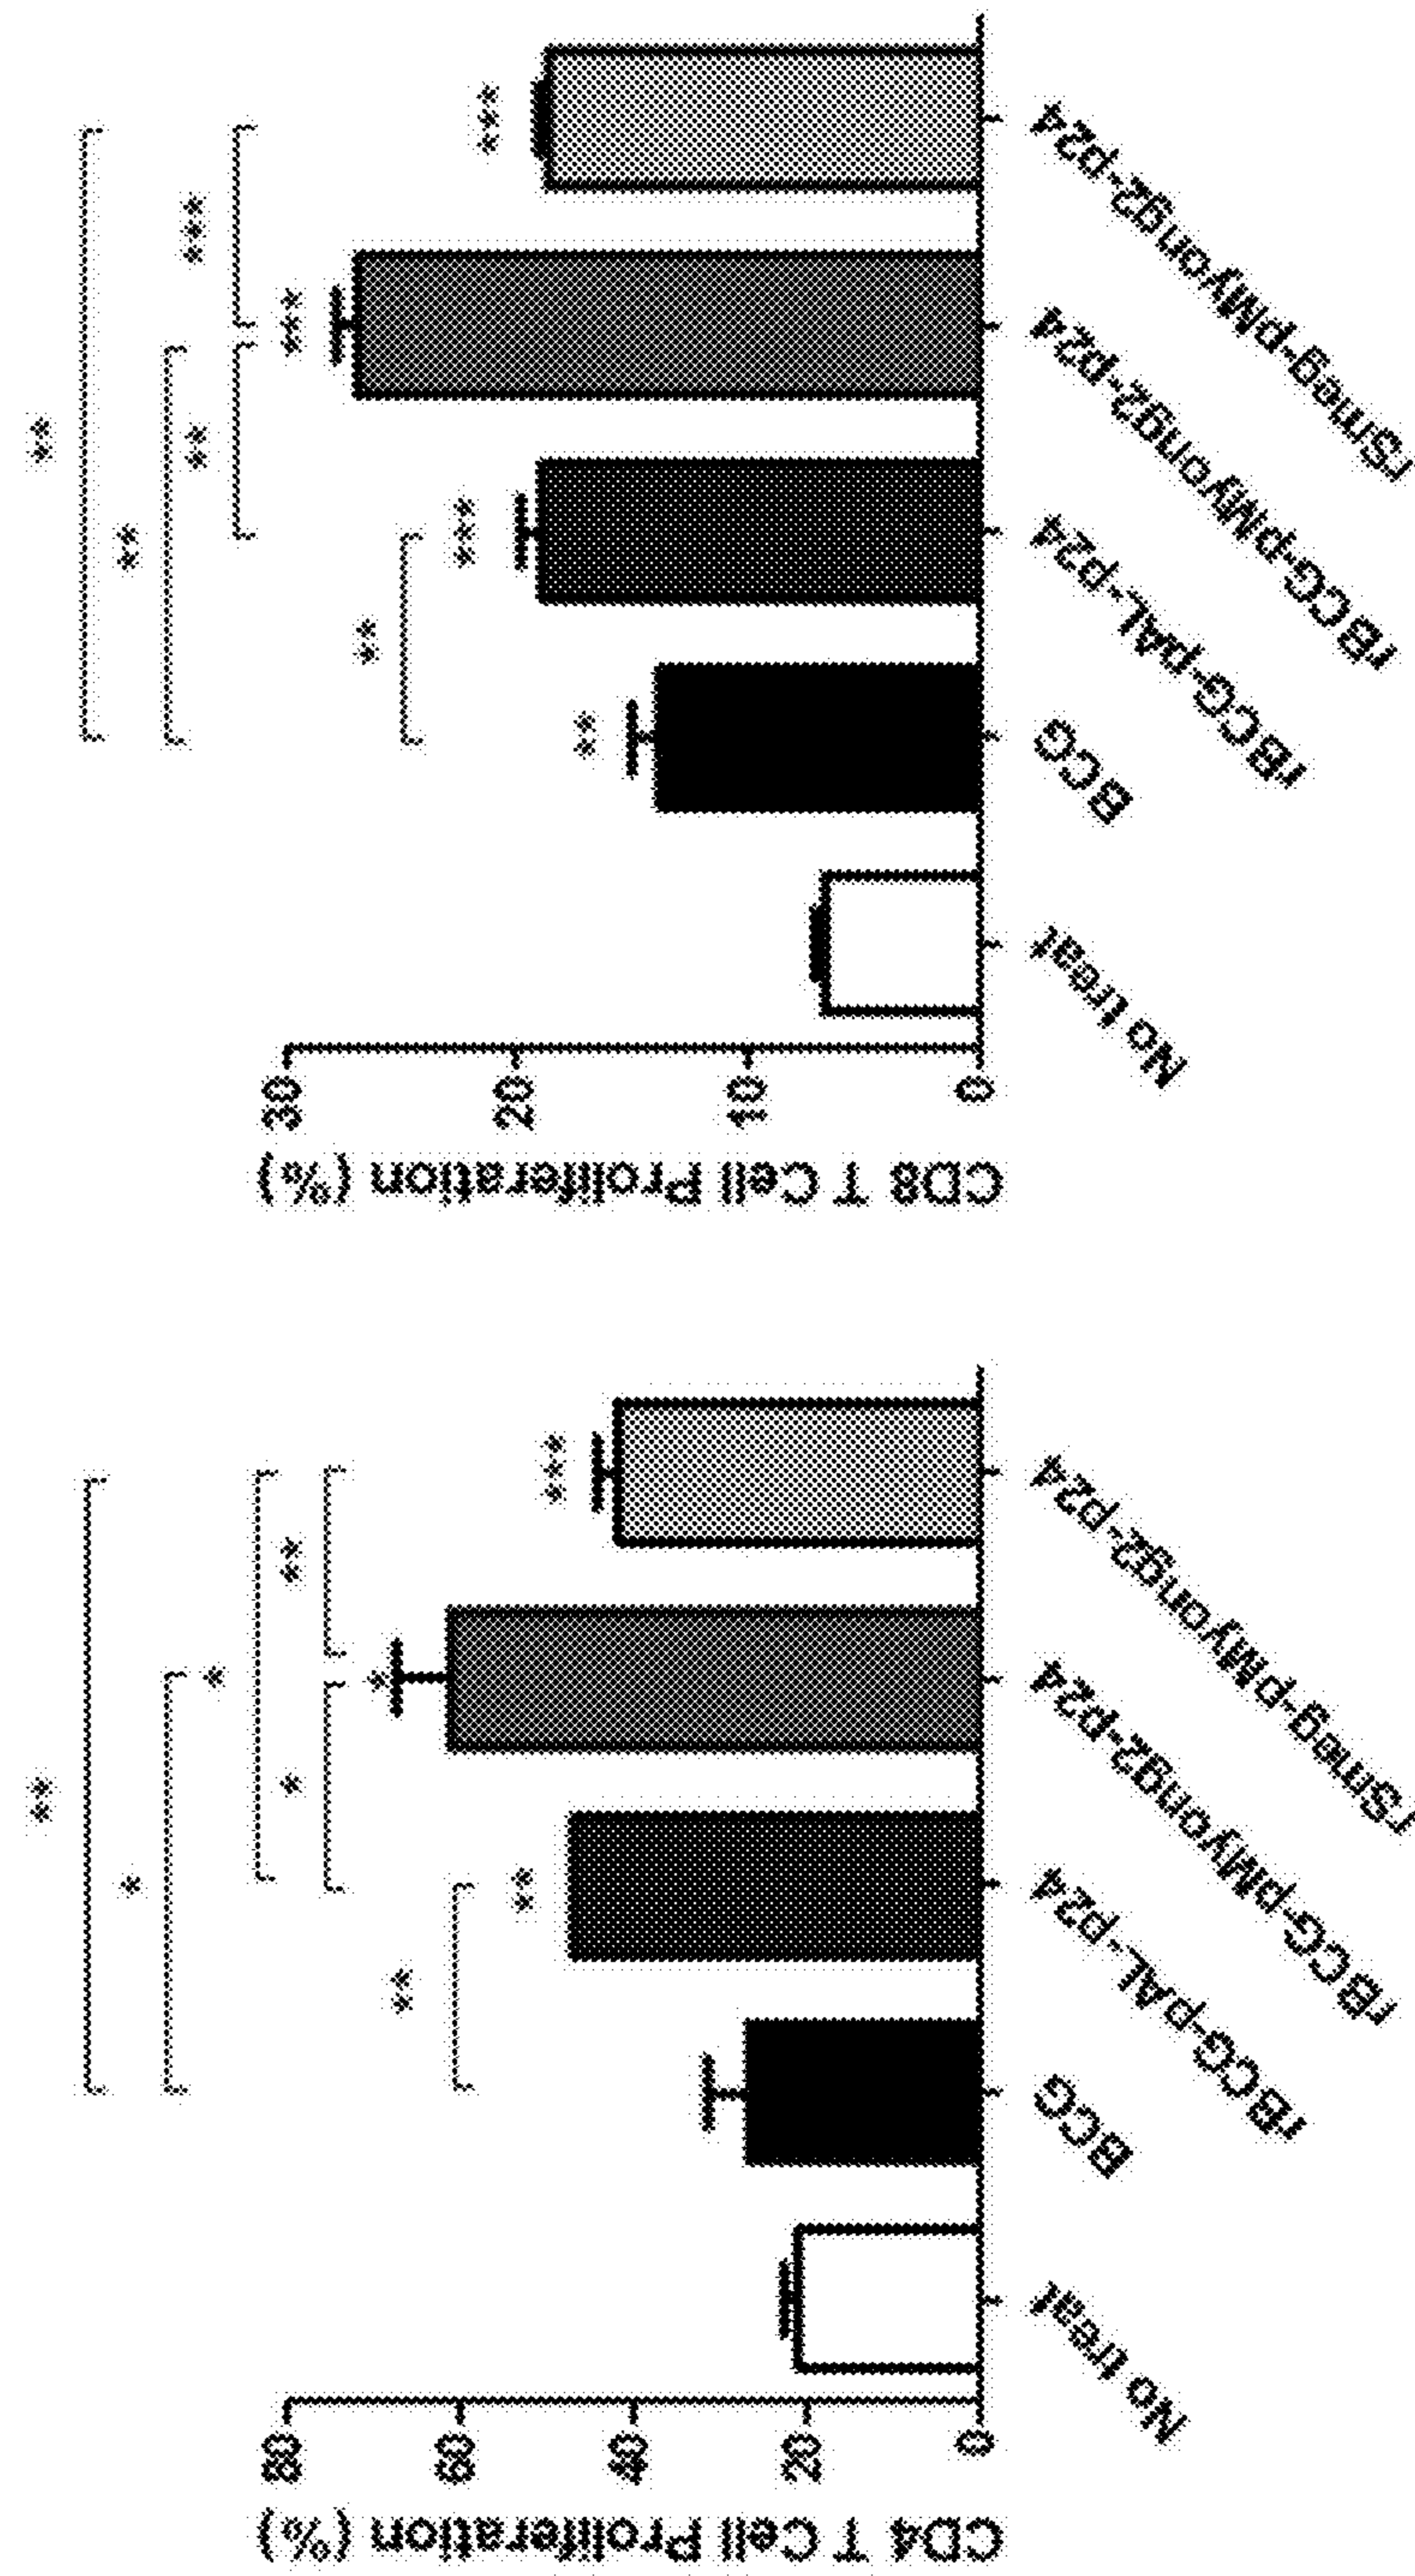 CD4 T Cell Proliferation (%)
80
60
40
20
0
**
*
*
* **
*
**
**
***
No treat
BCG
rBCG-pAL-p24
rBCG-pMyong2-p24
rSmeg-pMyong2-p24
CD8 T Cell Proliferation (%)
30
20
10
0
**
**
** ***
***
**
***
***
**
No treat
BCG
rBCG-pAL-p24
rBCG-pMyong2-p24
rSmeg-pMyong2-p24